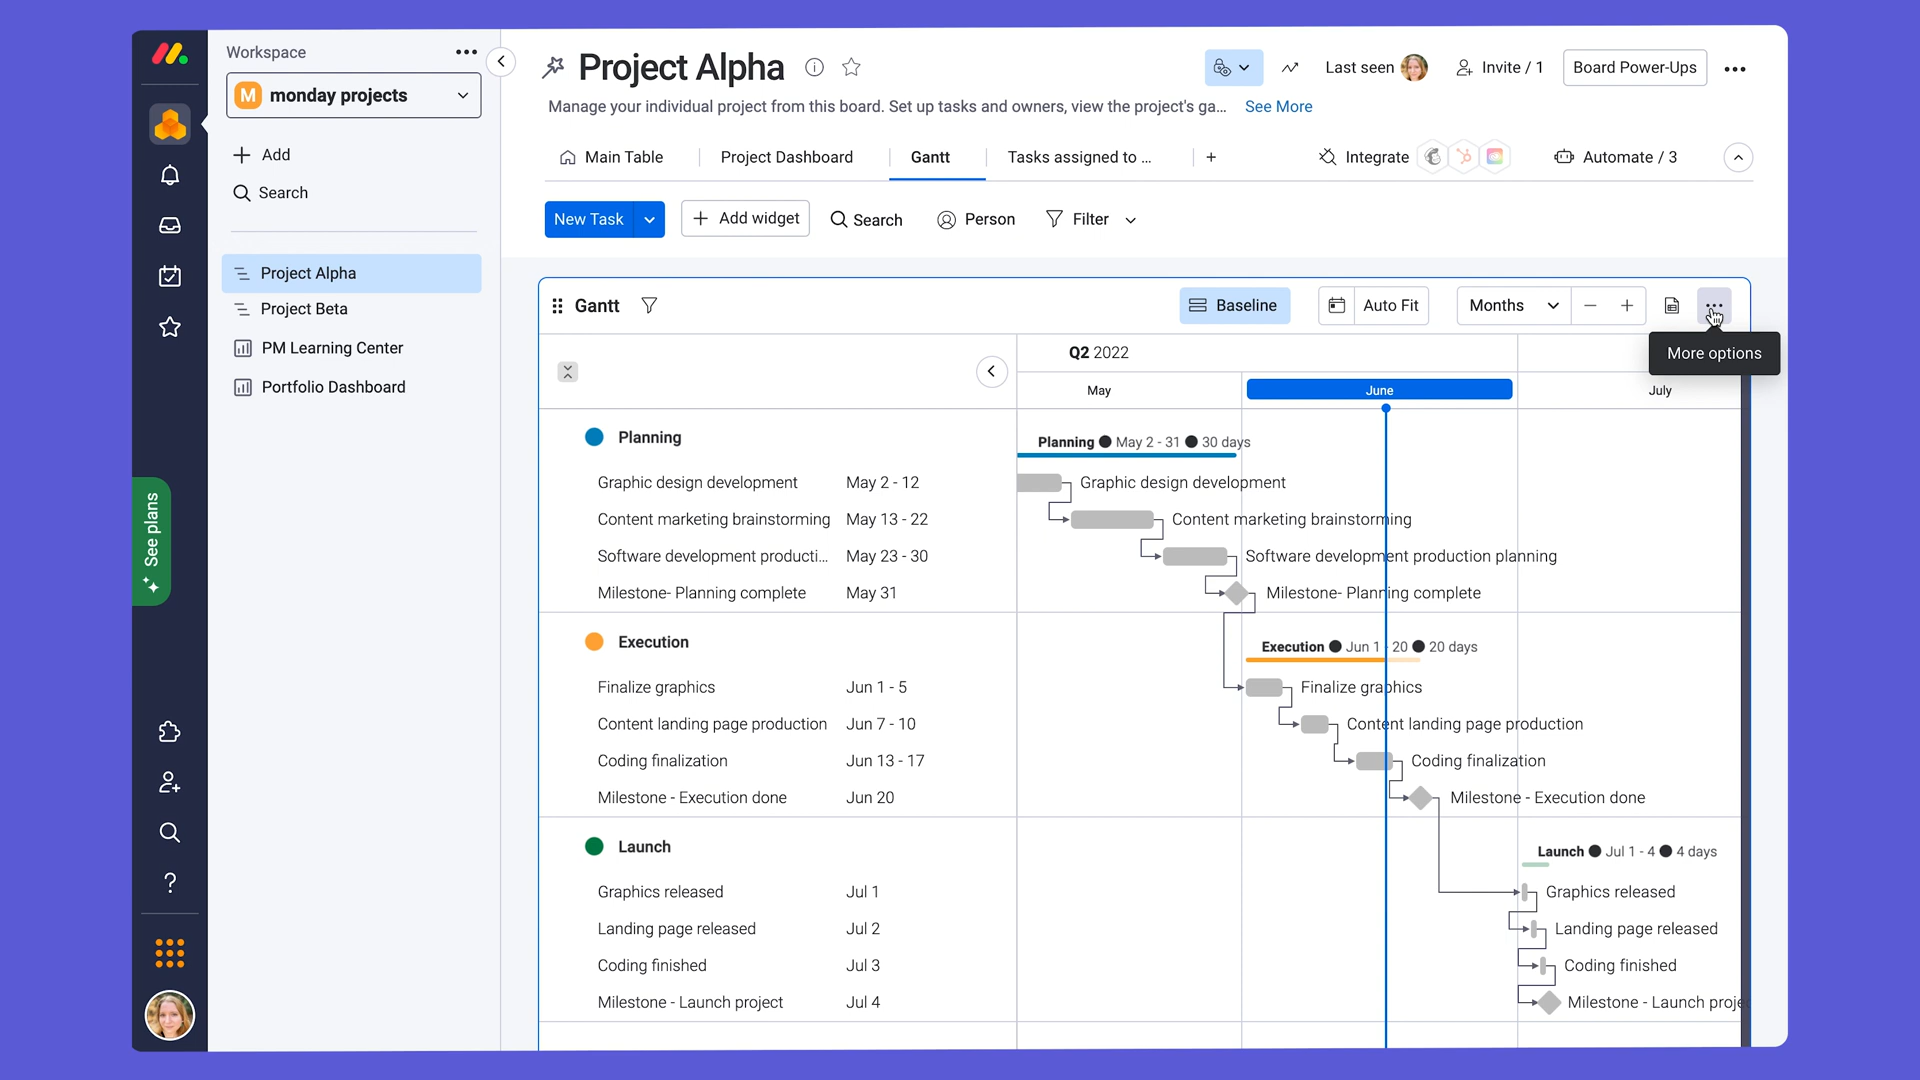 Workspace
M monday projects
Add
Search
Project Alpha
Project Beta
PM Learning Center
Portfolio Dashboard
See plans
Project Alpha
Last seen
Invite / 1
Board Power-Ups
Manage your individual project from this board. Set up tasks and owners, view the project's ga... See More
Main Table
Project Dashboard
Gantt
Tasks assigned to ...
Integrate
Automate / 3
New Task
Add widget
Search
Person
Filter
Gantt
Baseline
Auto Fit
Months
More options
Q2 2022
May
June
July
Planning
Planning ● May 2 - 31 ● 30 days
Graphic design development May 2 - 12
Graphic design development
Content marketing brainstorming May 13 - 22
Content marketing brainstorming
Software development producti... May 23 - 30
Software development production planning
Milestone- Planning complete May 31
Milestone- Planning complete
Execution
Execution ● Jun 1 - 20 ● 20 days
Finalize graphics Jun 1 - 5
Finalize graphics
Content landing page production Jun 7 - 10
Content landing page production
Coding finalization Jun 13 - 17
Coding finalization
Milestone - Execution done Jun 20
Milestone - Execution done
Launch
Launch ● Jul 1 - 4 ● 4 days
Graphics released Jul 1
Graphics released
Landing page released Jul 2
Landing page released
Coding finished Jul 3
Coding finished
Milestone - Launch project Jul 4
Milestone - Launch proje